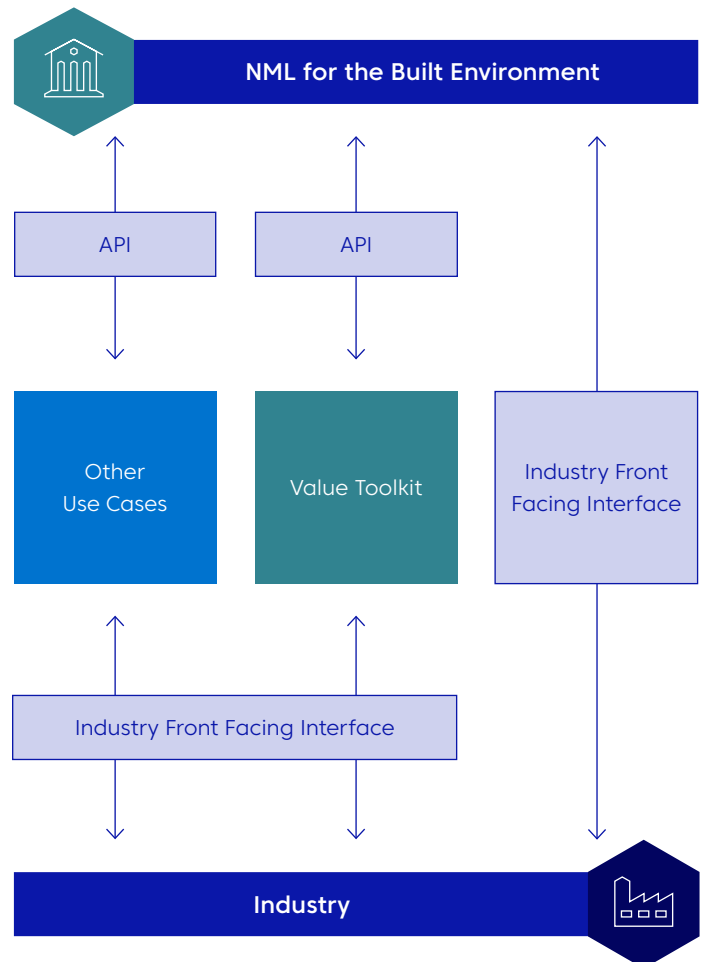 NML for the Built Environment
API
API
Other
Use Cases
Value Toolkit
Industry Front
Facing Interface
Industry Front Facing Interface
Industry